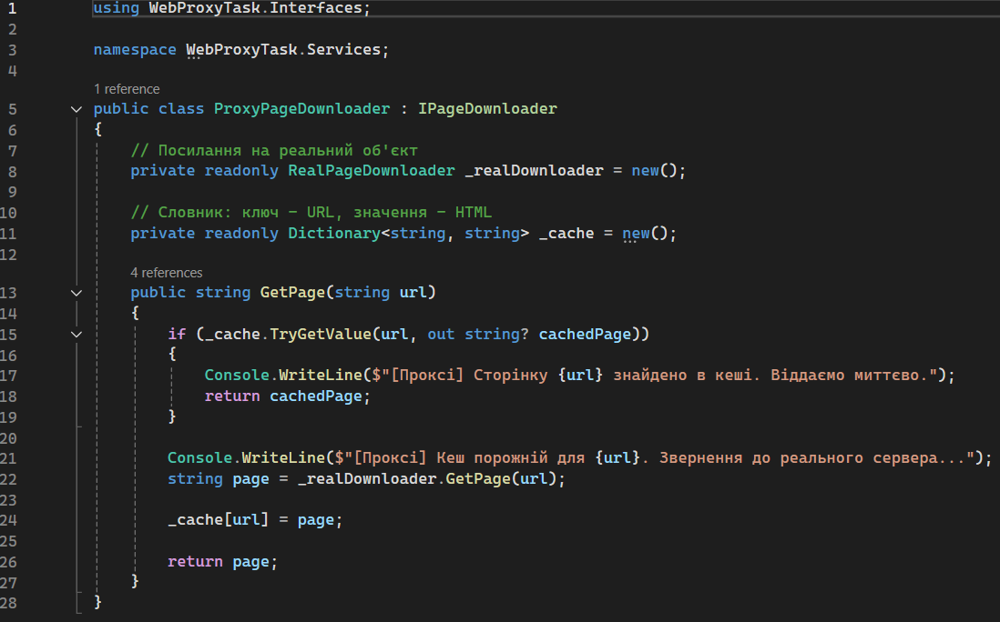 1 using WebProxyTask.Interfaces;
2
3 namespace WebProxyTask.Services;
4
1 reference
5 public class ProxyPageDownloader : IPageDownloader
6 {
7 // Посилання на реальний об'єкт
8 private readonly RealPageDownloader _realDownloader = new();
9
10 // Словник: ключ – URL, значення – HTML
11 private readonly Dictionary<string, string> _cache = new();
12
4 references
13 public string GetPage(string url)
14 {
15 if (_cache.TryGetValue(url, out string? cachedPage))
16 {
17 Console.WriteLine($"[Проксі] Сторінку {url} знайдено в кеші. Віддаємо миттєво.");
18 return cachedPage;
19 }
20
21 Console.WriteLine($"[Проксі] Кеш порожній для {url}. Звернення до реального сервера...");
22 string page = _realDownloader.GetPage(url);
23
24 _cache[url] = page;
25
26 return page;
27 }
28 }